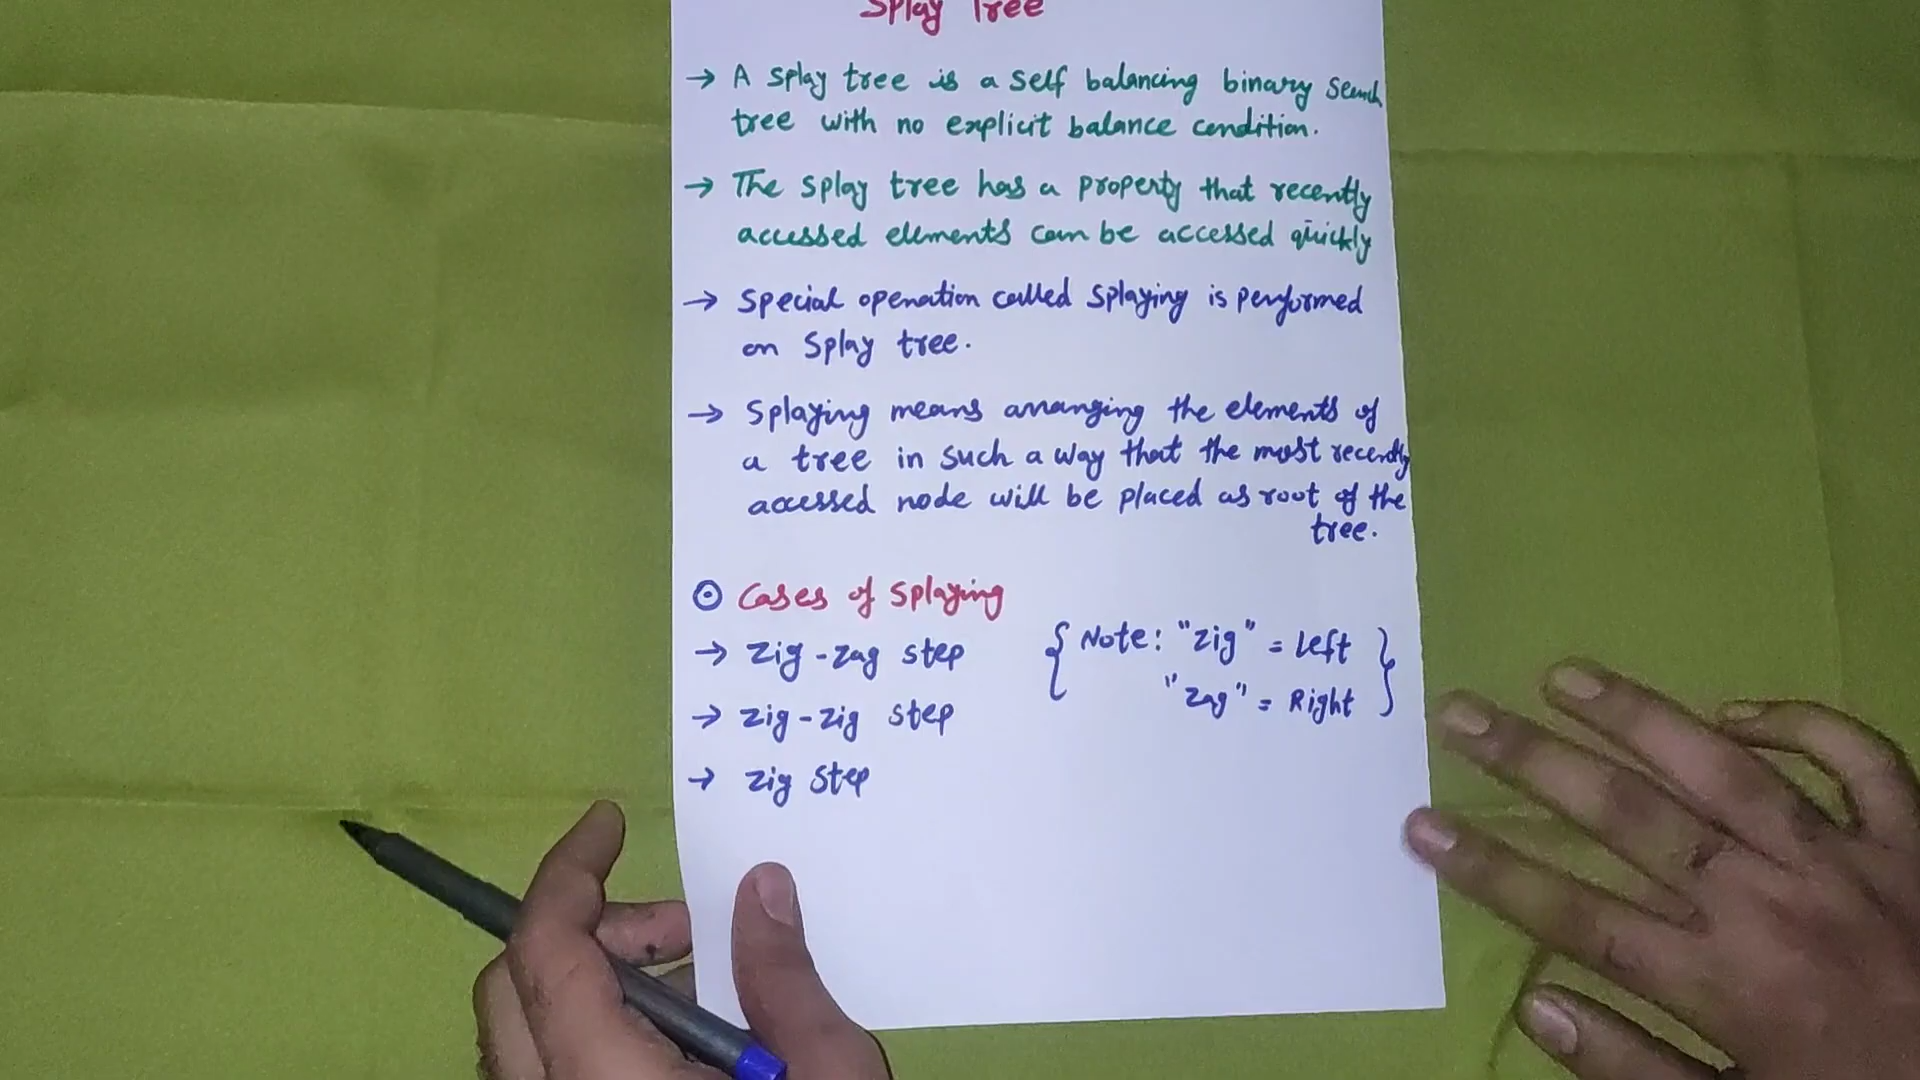 Splay Tree
→ A splay tree is a self balancing binary search
tree with no explicit balance condition.
→ The splay tree has a property that recently
accessed elements can be accessed quickly
→ special operation called splaying is performed
on splay tree.
→ splaying means arranging the elements of
a tree in such a way that the most recently
accessed node will be placed as root of the
tree.
⊙ Cases of splaying
→ zig-zag step
→ zig-zig step
→ zig step
{ Note: "zig" = Left }
"zag" = Right